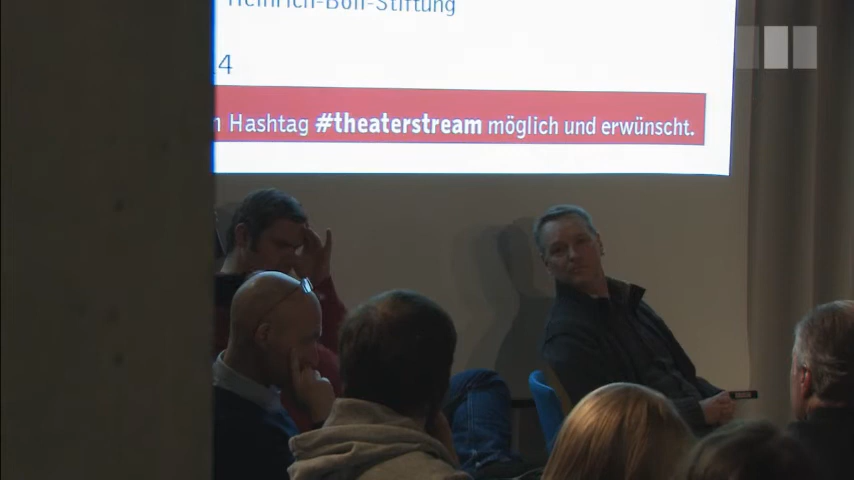 Heinrich-Böll-Stiftung
4
Hashtag #theaterstream möglich und erwünscht.